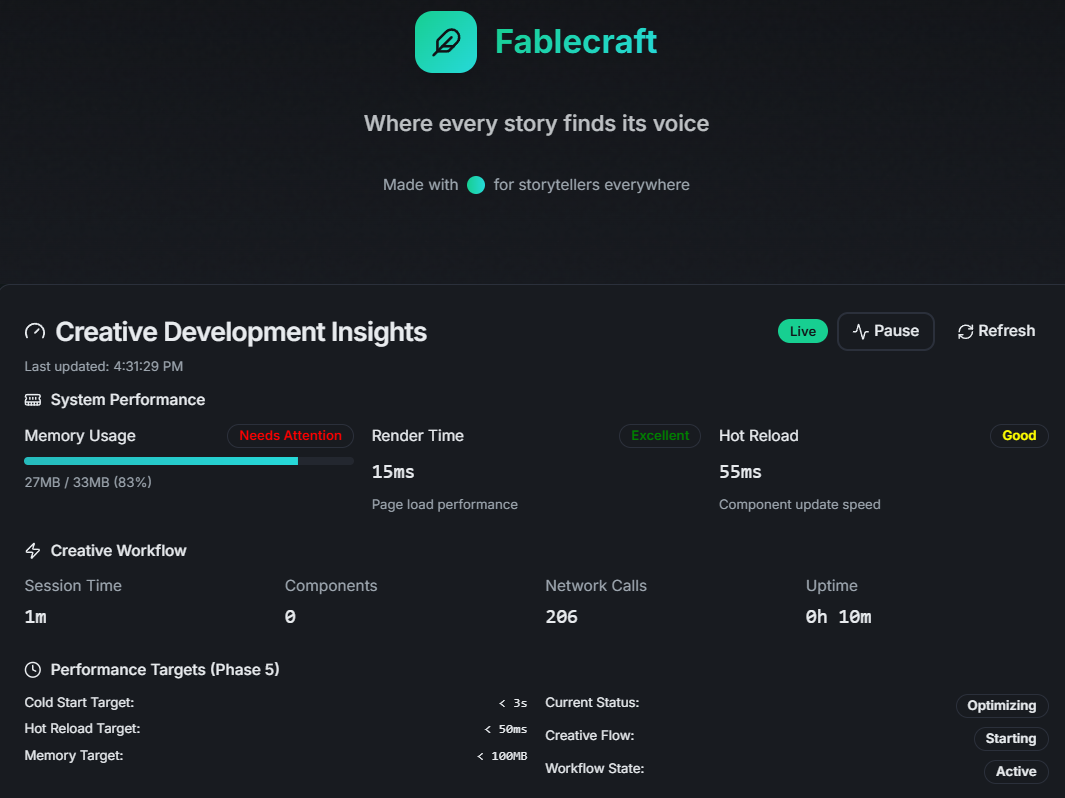 Fablecraft
Where every story finds its voice
Made with for storytellers everywhere
Creative Development Insights
Live
Pause
Refresh
Last updated: 4:31:29 PM
System Performance
Memory Usage
Needs Attention
27MB / 33MB (83%)
Render Time
Excellent
15ms
Page load performance
Hot Reload
Good
55ms
Component update speed
Creative Workflow
Session Time
1m
Components
0
Network Calls
206
Uptime
0h 10m
Performance Targets (Phase 5)
Cold Start Target: < 3s
Hot Reload Target: < 50ms
Memory Target: < 100MB
Current Status: Optimizing
Creative Flow: Starting
Workflow State: Active